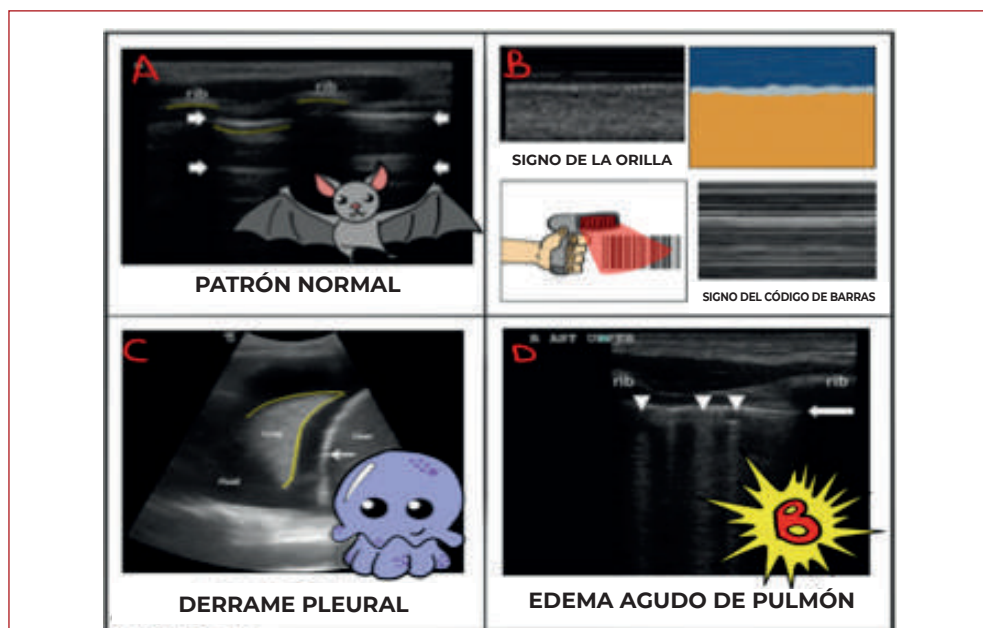 A
rib
rib
PATRÓN NORMAL
B
SIGNO DE LA ORILLA
SIGNO DEL CÓDIGO DE BARRAS
C
Fluid
DERRAME PLEURAL
D
rib
rib
B
EDEMA AGUDO DE PULMÓN